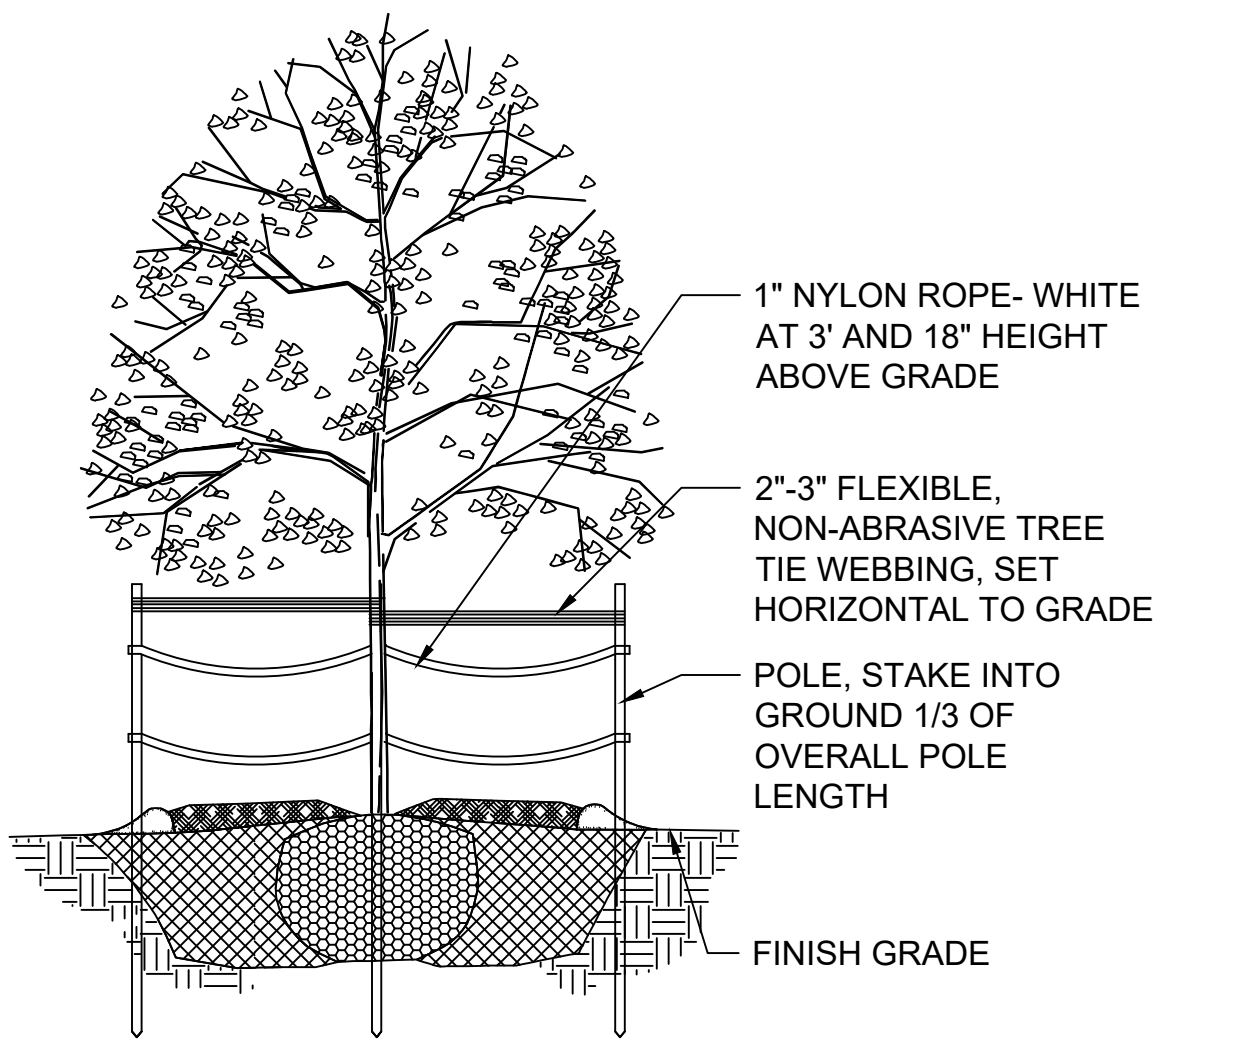 1" NYLON ROPE- WHITE
AT 3' AND 18" HEIGHT
ABOVE GRADE
2"-3" FLEXIBLE,
NON-ABRASIVE TREE
TIE WEBBING, SET
HORIZONTAL TO GRADE
POLE, STAKE INTO
GROUND 1/3 OF
OVERALL POLE
LENGTH
FINISH GRADE